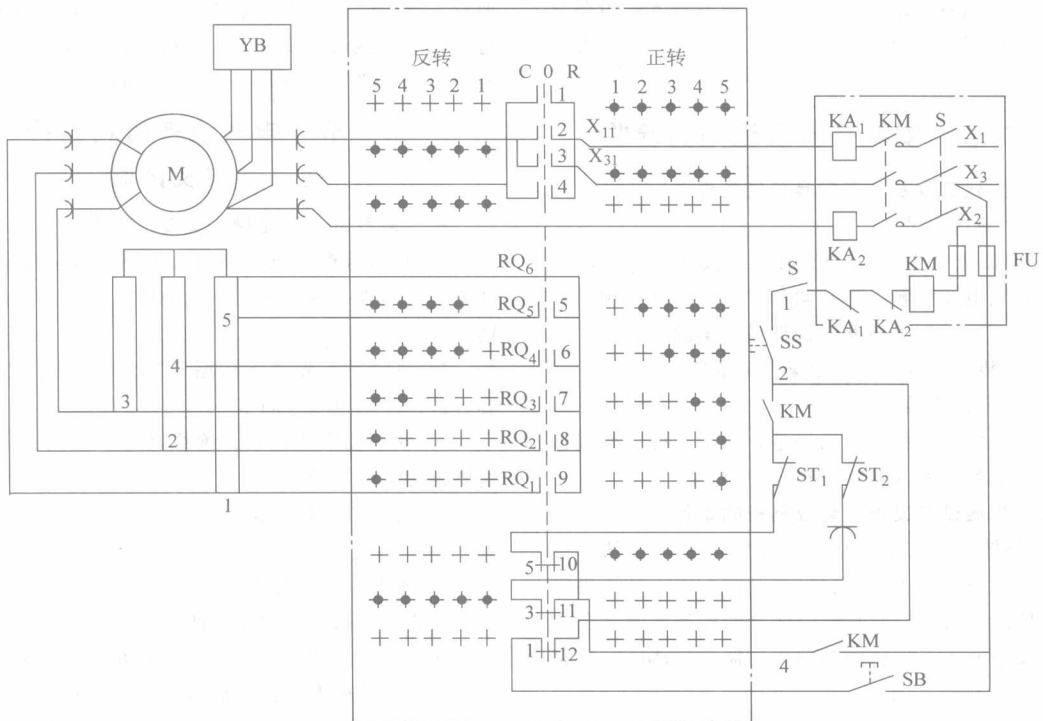 YB
反转
正转
5 4 3 2 1
C 0 R
1 2 3 4 5
1
X11
KA1 KM S X1
2
M
3
X31
X3
4
X2
KA2
RQ6
KM
FU
S
RQ5
5
5
1
KA1 KA2
4
RQ4
6
SS
2
3
RQ3
7
KM
2
RQ2
8
ST1 ST2
1
RQ1
9
5 10
3 11
KM
1 12
4
SB